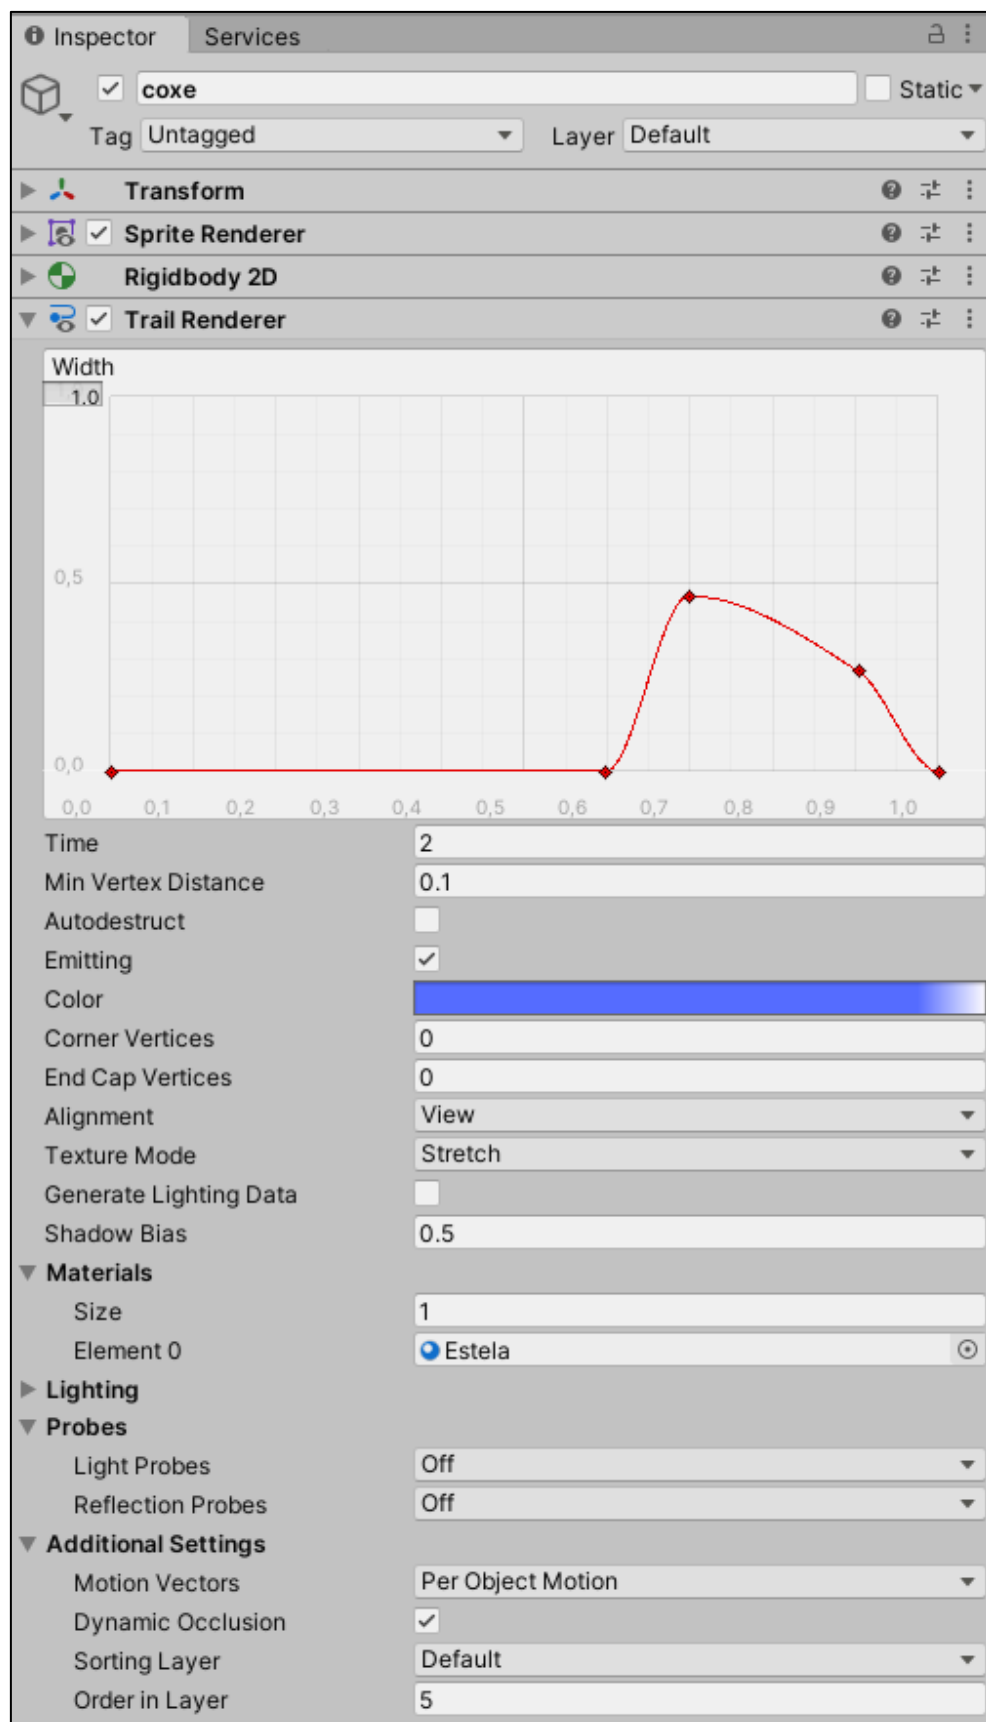 Inspector Services
coxe Static
Tag Untagged Layer Default
Transform
Sprite Renderer
Rigidbody 2D
Trail Renderer
Width
1.0
0,5
0,0
0,0 0,1 0,2 0,3 0,4 0,5 0,6 0,7 0,8 0,9 1,0
Time 2
Min Vertex Distance 0.1
Autodestruct
Emitting
Color
Corner Vertices 0
End Cap Vertices 0
Alignment View
Texture Mode Stretch
Generate Lighting Data
Shadow Bias 0.5
Materials
Size 1
Element 0 Estela
Lighting
Probes
Light Probes Off
Reflection Probes Off
Additional Settings
Motion Vectors Per Object Motion
Dynamic Occlusion
Sorting Layer Default
Order in Layer 5